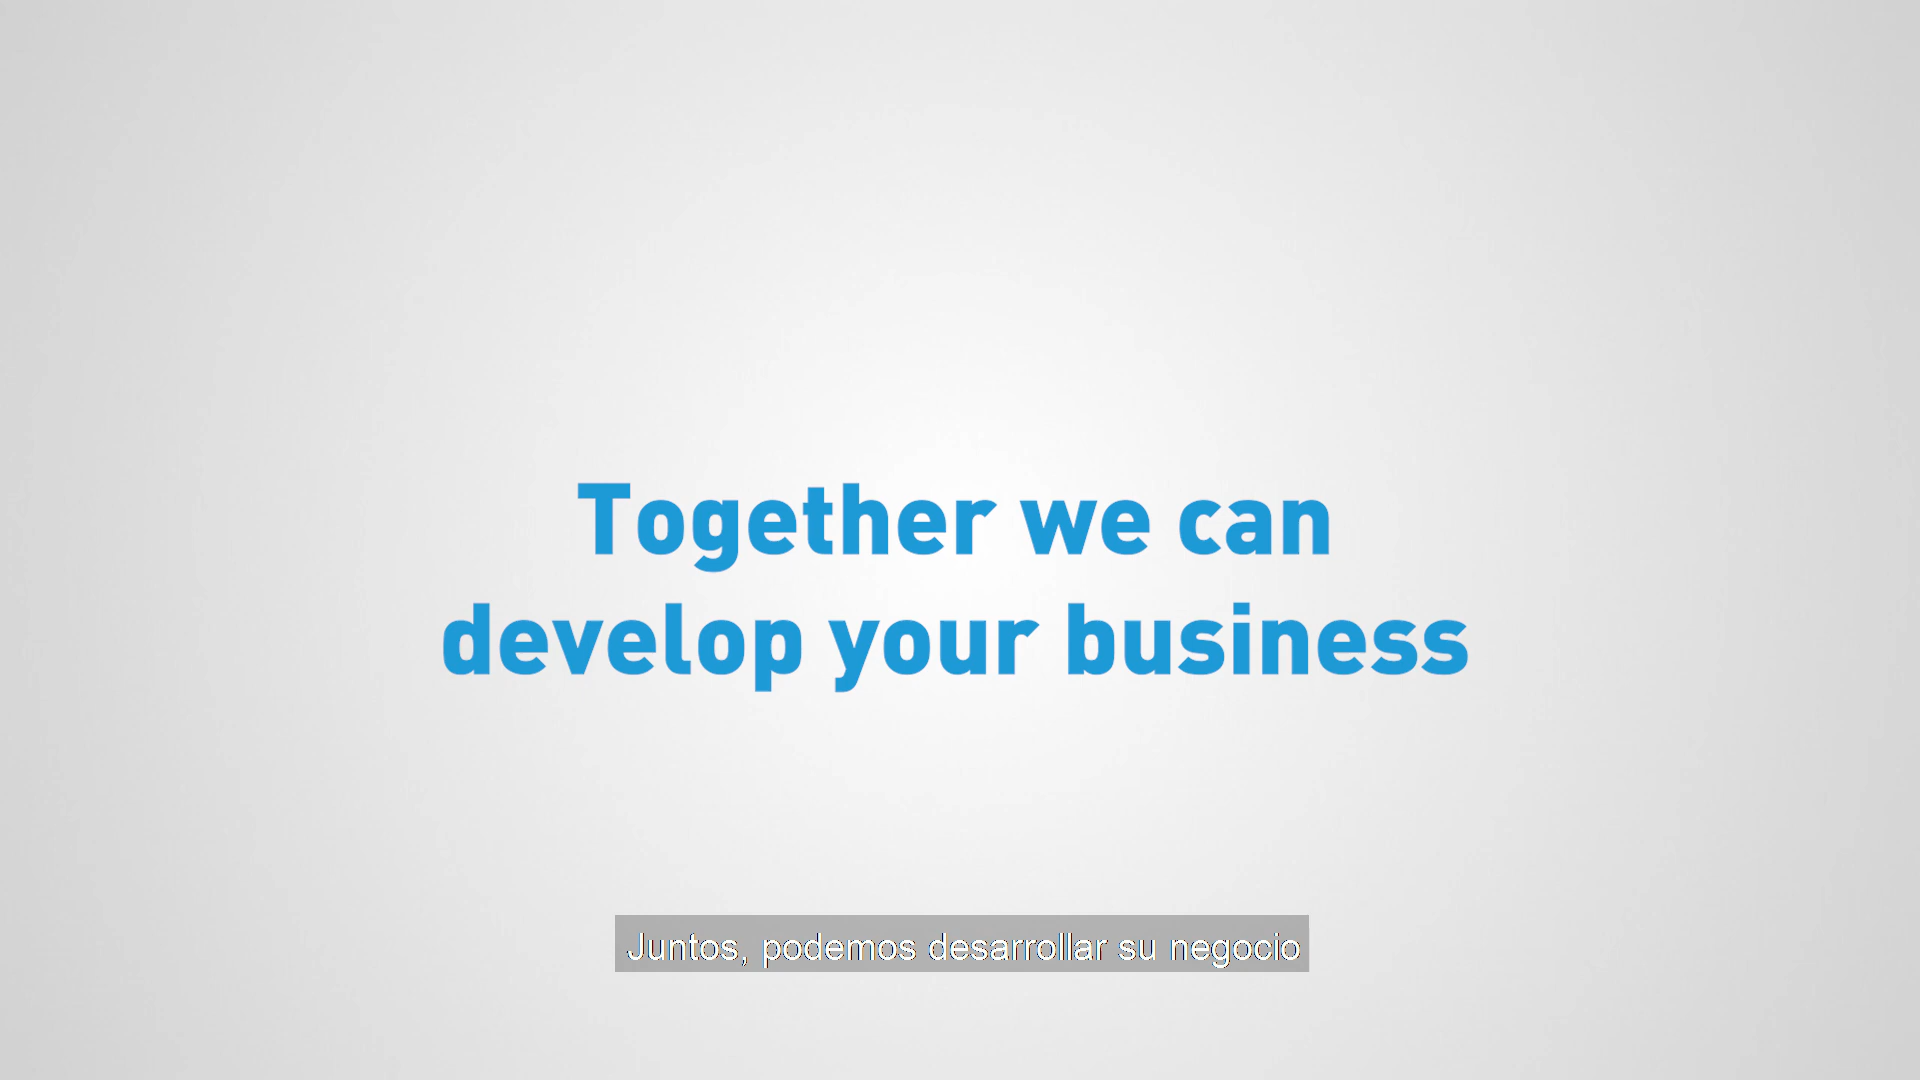 Together we can
develop your business
Juntos, podemos desarrollar su negocio